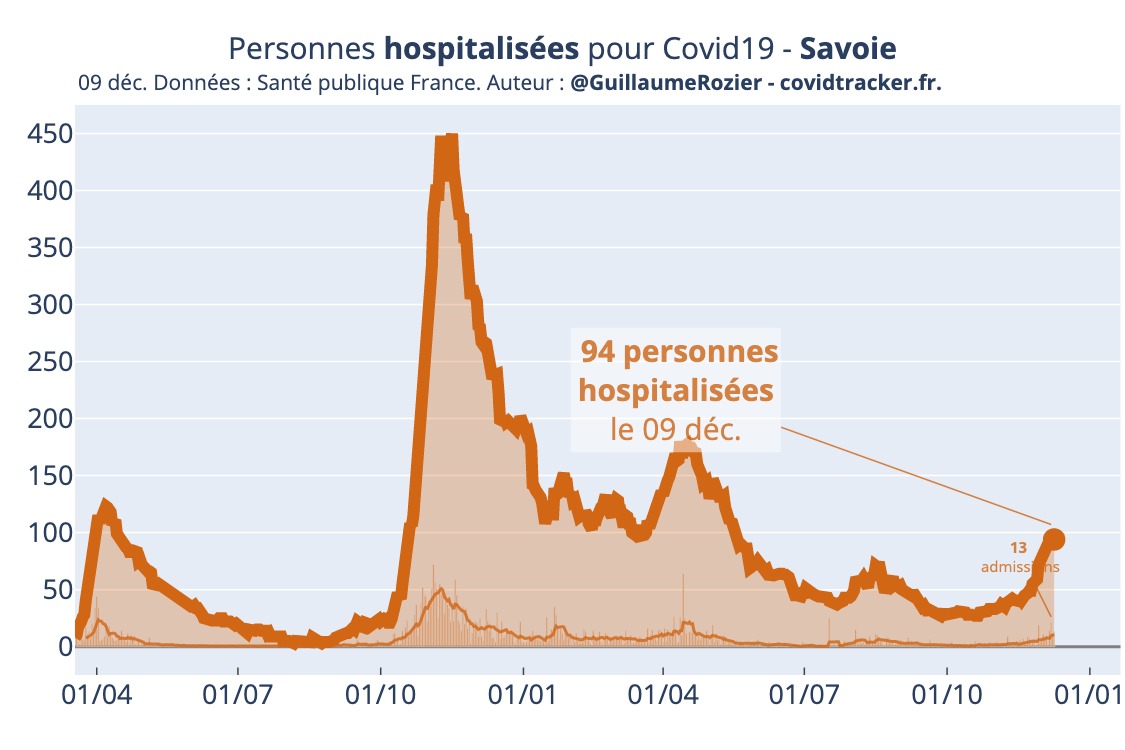 Personnes hospitalisées pour Covid19 - Savoie
09 déc. Données : Santé publique France. Auteur : @GuillaumeRozier - covidtracker.fr.
450
400
350
300
250
200
150
100
50
0
94 personnes
hospitalisées
le 09 déc.
13
admissions
01/04 01/07 01/10 01/01 01/04 01/07 01/10 01/01